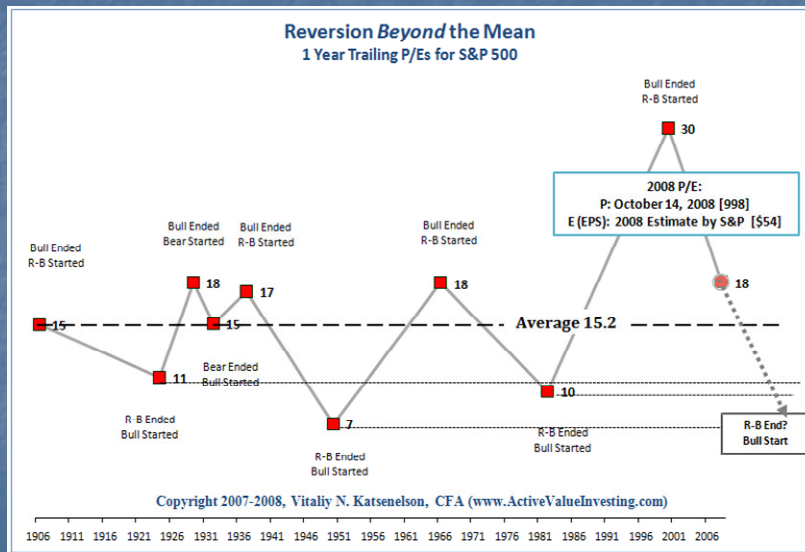 Reversion Beyond the Mean
1 Year Trailing P/Es for S&P 500
Bull Ended
R-B Started
30
2008 P/E:
P: October 14, 2008 [998]
E (EPS): 2008 Estimate by S&P [$54]
Bull Ended
R-B Started
Bull Ended
Bear Started
Bull Ended
R-B Started
Bull Ended
R-B Started
18
17
18
18
15
15
Average 15.2
11
Bear Ended
Bull Started
10
7
R-B Ended
Bull Started
R-B Ended
Bull Started
R-B Ended
Bull Started
R-B End?
Bull Start
Copyright 2007-2008, Vitaliy N. Katsenelson, CFA (www.ActiveValueInvesting.com)
1906 1911 1916 1921 1926 1931 1936 1941 1946 1951 1956 1961 1966 1971 1976 1981 1986 1991 1996 2001 2006